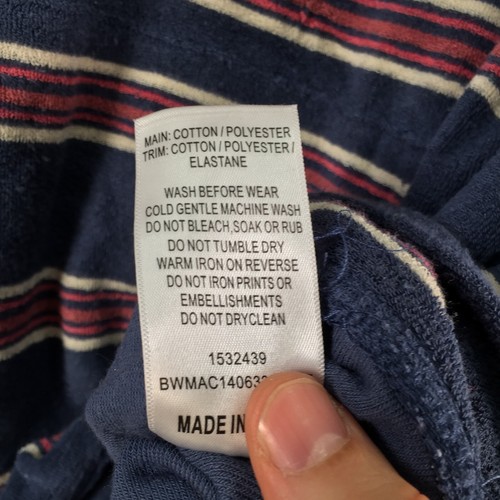 MAIN: COTTON / POLYESTER
TRIM: COTTON / POLYESTER /
ELASTANE
WASH BEFORE WEAR
COLD GENTLE MACHINE WASH
DO NOT BLEACH,SOAK OR RUB
DO NOT TUMBLE DRY
WARM IRON ON REVERSE
DO NOT IRON PRINTS OR
EMBELLISHMENTS
DO NOT DRYCLEAN
1532439
MADE IN